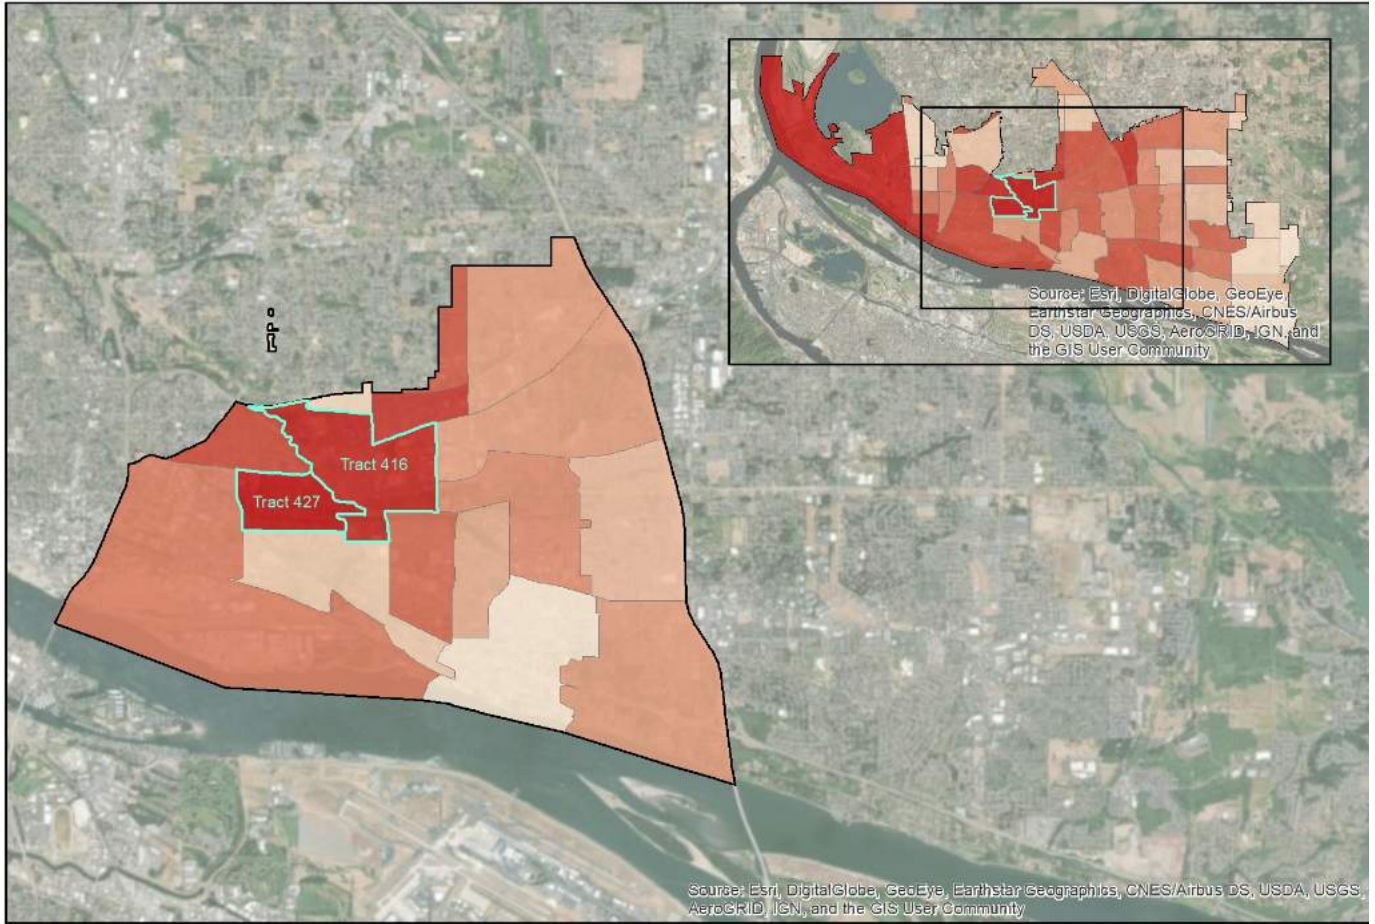 Source: Esri, DigitalGlobe, GeoEye,
Earthstar Geographics, CNES/Airbus
DS, USDA, USGS, AeroGRID, IGN, and
the GIS User Community
Tract 416
Tract 427
Source: Esri, DigitalGlobe, GeoEye, Earthstar Geographics, CNES/Airbus DS, USDA, USGS,
AeroGRID, IGN, and the GIS User Community